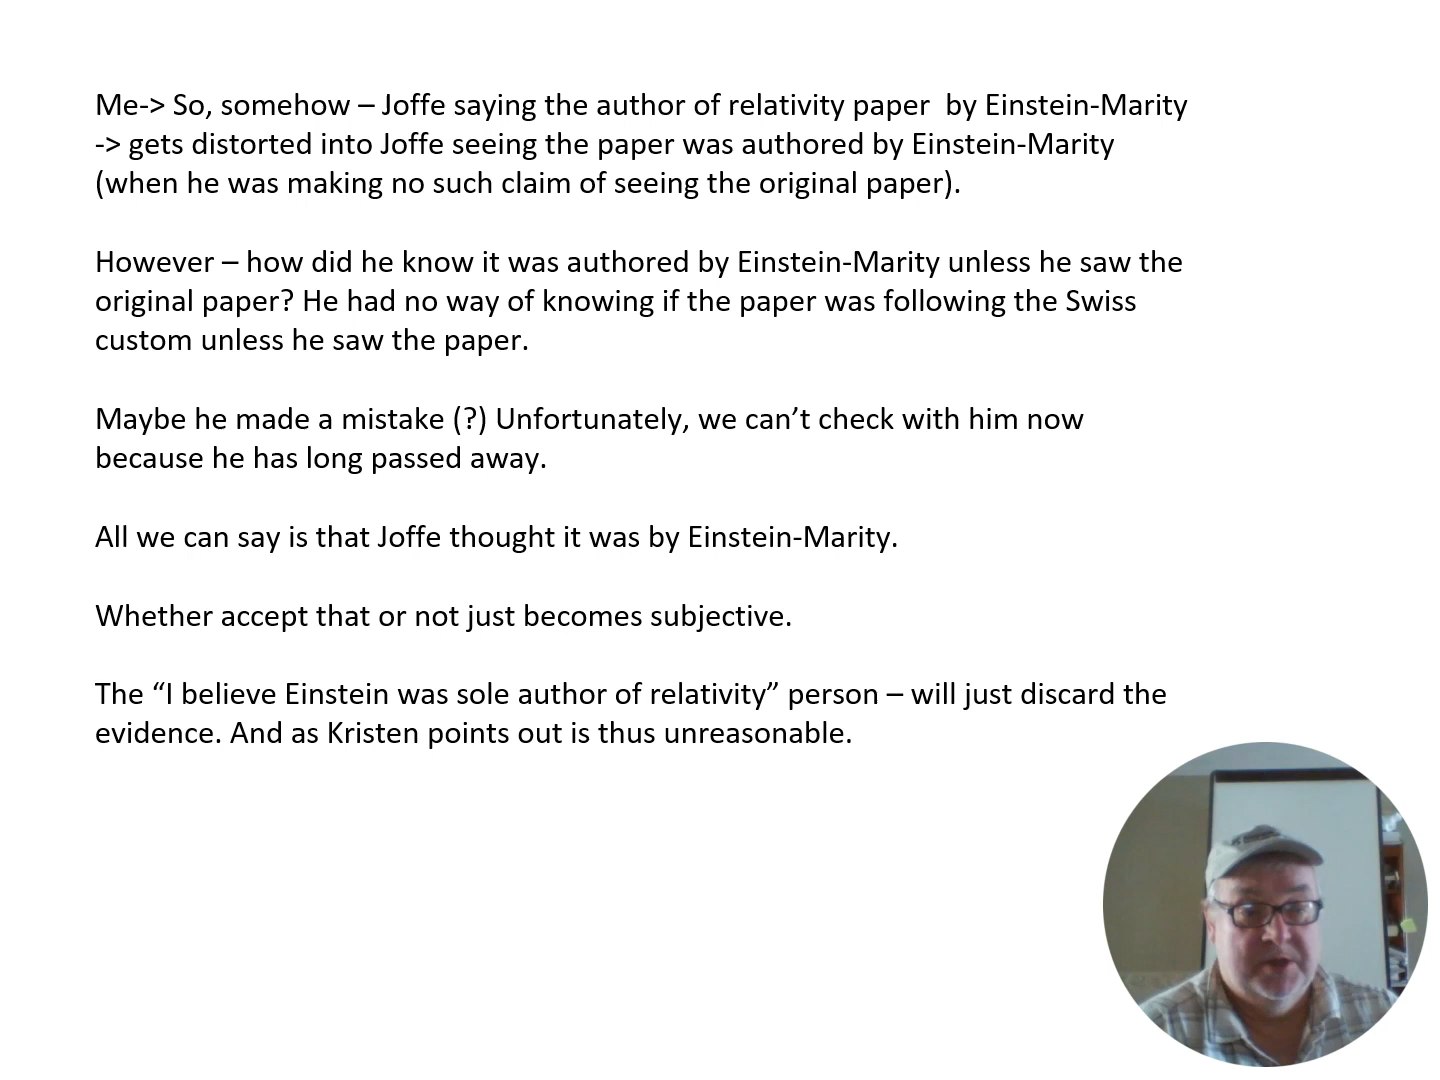 Me-> So, somehow – Joffe saying the author of relativity paper  by Einstein-Marity
-> gets distorted into Joffe seeing the paper was authored by Einstein-Marity
(when he was making no such claim of seeing the original paper).
However – how did he know it was authored by Einstein-Marity unless he saw the
original paper? He had no way of knowing if the paper was following the Swiss
custom unless he saw the paper.
Maybe he made a mistake (?) Unfortunately, we can’t check with him now
because he has long passed away.
All we can say is that Joffe thought it was by Einstein-Marity.
Whether accept that or not just becomes subjective.
The “I believe Einstein was sole author of relativity” person – will just discard the
evidence. And as Kristen points out is thus unreasonable.